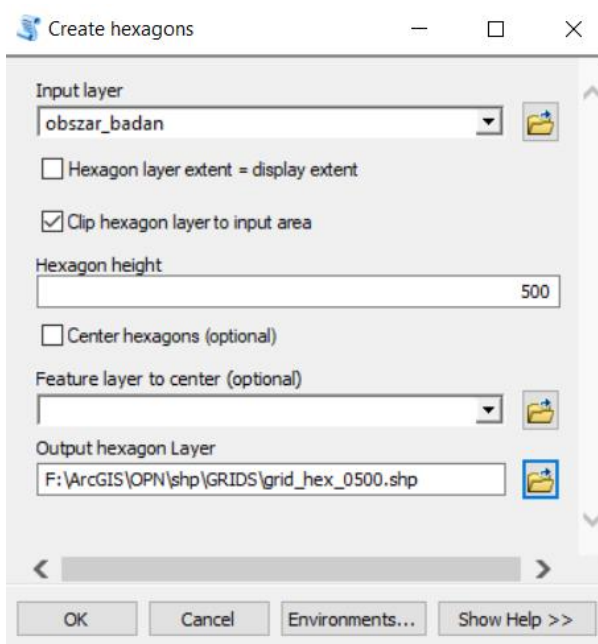 Create hexagons
Input layer
obszar_badan
Hexagon layer extent = display extent
Clip hexagon layer to input area
Hexagon height
500
Center hexagons (optional)
Feature layer to center (optional)
Output hexagon Layer
F:\ArcGIS\OPN\shp\GRIDS\grid_hex_0500.shp
OK Cancel Environments... Show Help >>